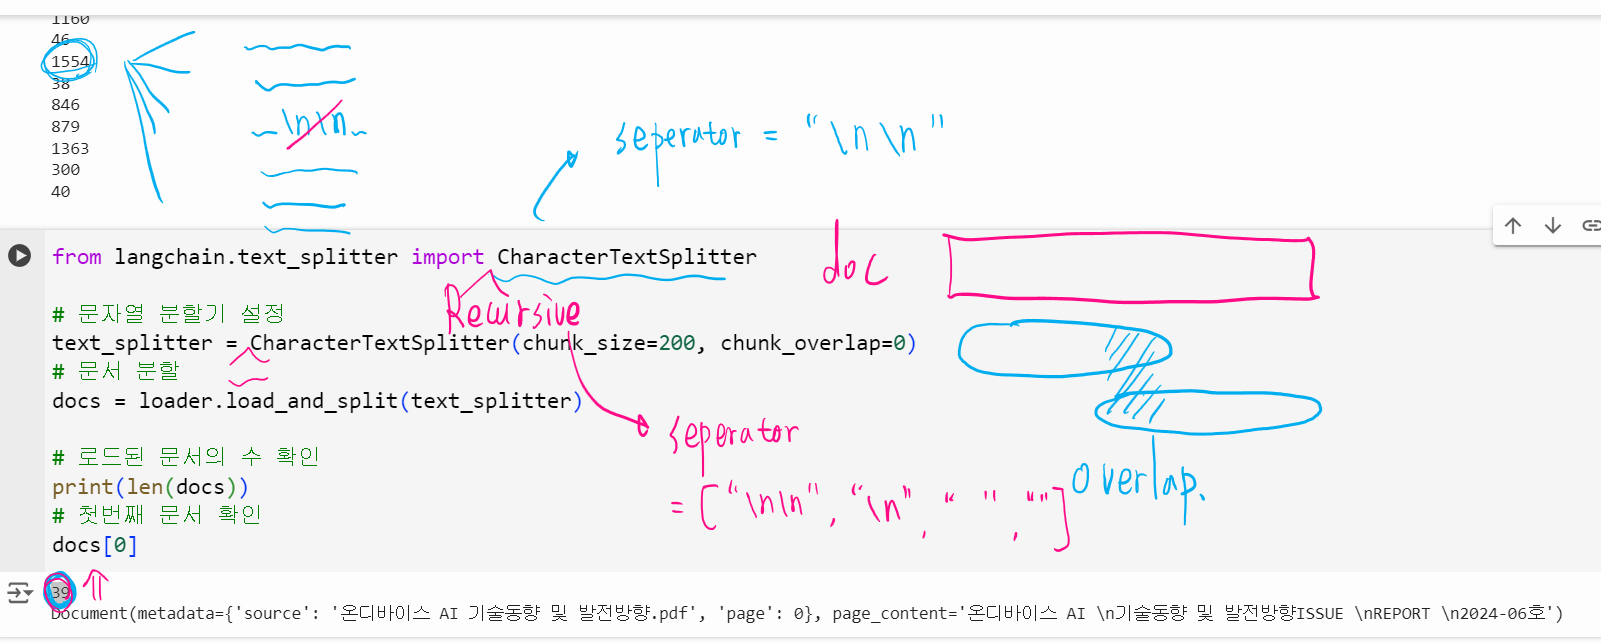 1160
46
1554
38
846
879
1363
300
40
\n\n
seperator = "\n\n"
from langchain.text_splitter import CharacterTextSplitter
doc
Recursive
# 문자열 분할기 설정
text_splitter = CharacterTextSplitter(chunk_size=200, chunk_overlap=0)
# 문서 분할
docs = loader.load_and_split(text_splitter)
seperator
= ["\n\n", "\n", " ", ""]
overlap.
# 로드된 문서의 수 확인
print(len(docs))
# 첫번째 문서 확인
docs[0]
39
Document(metadata={'source': '온디바이스 AI 기술동향 및 발전방향.pdf', 'page': 0}, page_content='온디바이스 AI \n기술동향 및 발전방향ISSUE \nREPORT \n2024-06호')